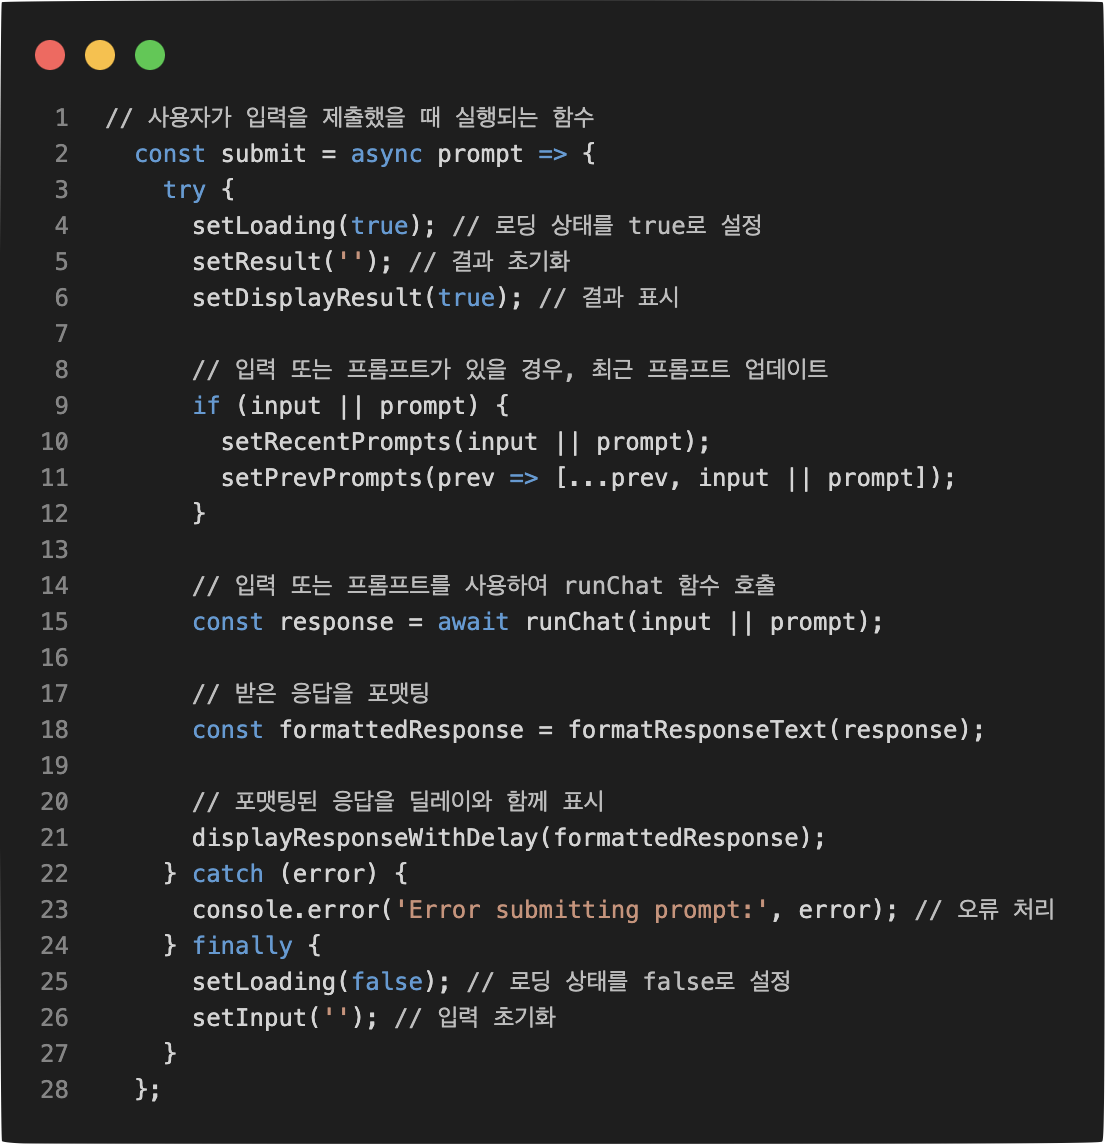 1 // 사용자가 입력을 제출했을 때 실행되는 함수
2 const submit = async prompt => {
3 try {
4 setLoading(true); // 로딩 상태를 true로 설정
5 setResult(''); // 결과 초기화
6 setDisplayResult(true); // 결과 표시
7
8 // 입력 또는 프롬프트가 있을 경우, 최근 프롬프트 업데이트
9 if (input || prompt) {
10 setRecentPrompts(input || prompt);
11 setPrevPrompts(prev => [...prev, input || prompt]);
12 }
13
14 // 입력 또는 프롬프트를 사용하여 runChat 함수 호출
15 const response = await runChat(input || prompt);
16
17 // 받은 응답을 포맷팅
18 const formattedResponse = formatResponseText(response);
19
20 // 포맷팅된 응답을 딜레이와 함께 표시
21 displayResponseWithDelay(formattedResponse);
22 } catch (error) {
23 console.error('Error submitting prompt:', error); // 오류 처리
24 } finally {
25 setLoading(false); // 로딩 상태를 false로 설정
26 setInput(''); // 입력 초기화
27 }
28 };